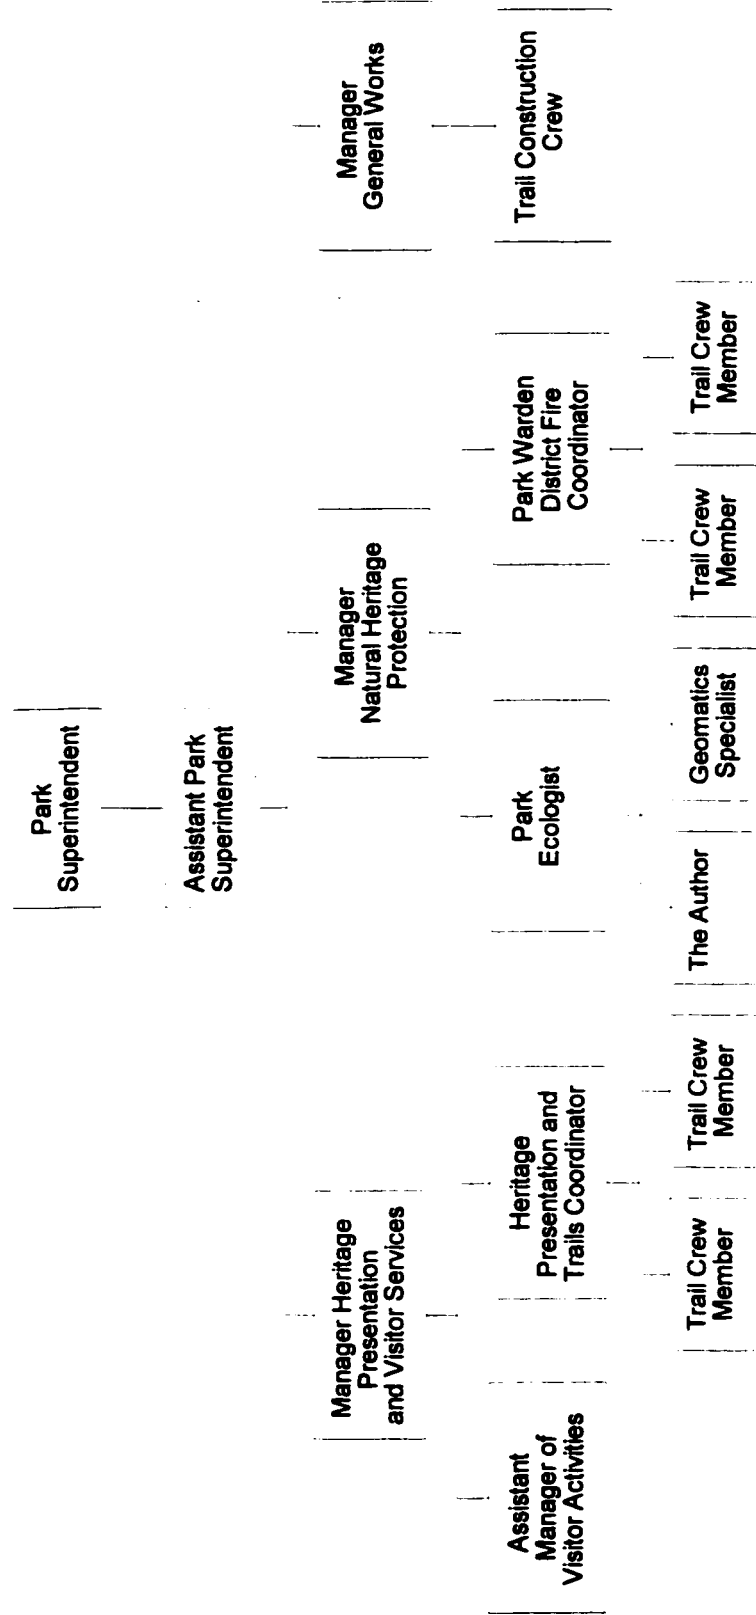 Park
Superintendent
Assistant Park
Superintendent
Manager Heritage
Presentation
and Visitor Services
Manager
Natural Heritage
Protection
Manager
General Works
Assistant
Manager of
Visitor Activities
Heritage
Presentation and
Trails Coordinator
Park
Ecologist
Park Warden
District Fire
Coordinator
Trail Construction
Crew
Trail Crew
Member
Trail Crew
Member
The Author
Geomatics
Specialist
Trail Crew
Member
Trail Crew
Member